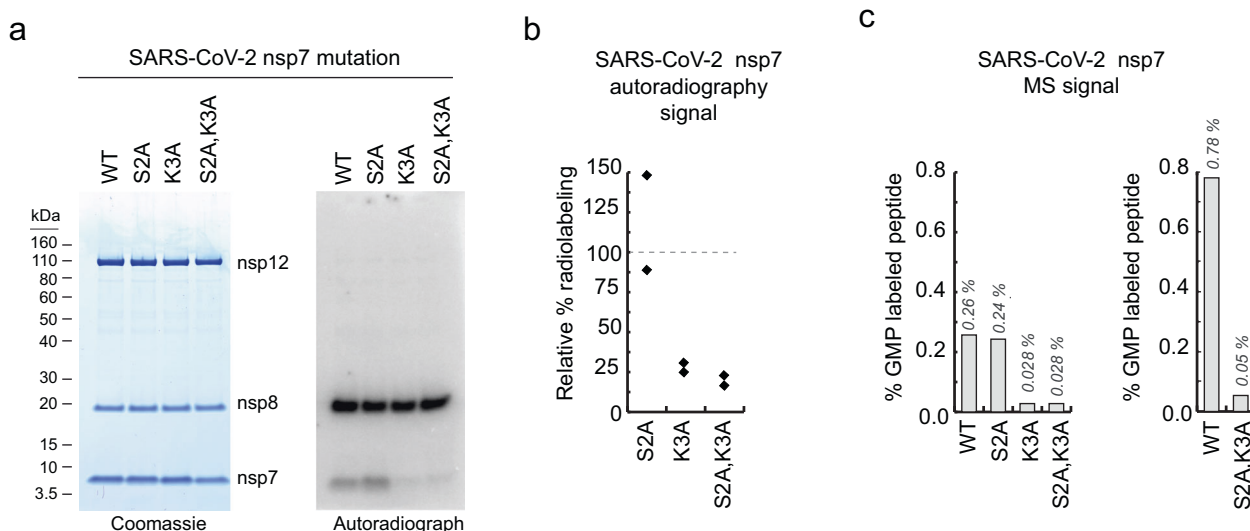 a
SARS-CoV-2 nsp7 mutation
WT
S2A
K3A
S2A,K3A
WT
S2A
K3A
S2A,K3A
kDa
160
110
80
60
50
40
30
20
15
10
3.5
nsp12
nsp8
nsp7
Coomassie
Autoradiograph
b
SARS-CoV-2 nsp7
autoradiography
signal
Relative % radiolabeling
150
125
100
75
50
25
0
S2A
K3A
S2A,K3A
c
SARS-CoV-2 nsp7
MS signal
% GMP labeled peptide
0.8
0.6
0.4
0.2
0.0
0.26 %
0.24 %
0.028 %
0.028 %
WT
S2A
K3A
S2A,K3A
% GMP labeled peptide
0.8
0.6
0.4
0.2
0.0
0.78 %
0.05 %
WT
S2A,K3A